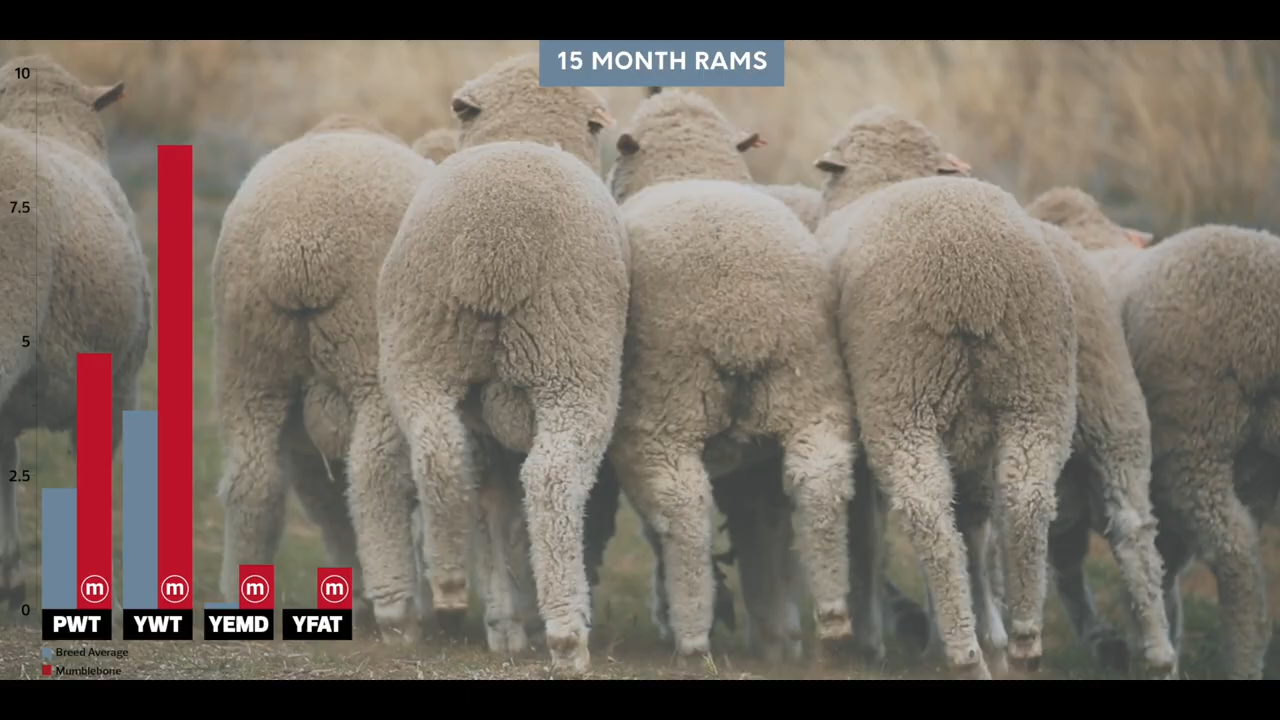 15 MONTH RAMS
10
7.5
5
2.5
0
m m m m
PWT YWT YEMD YFAT
Breed Average
Mumblebone